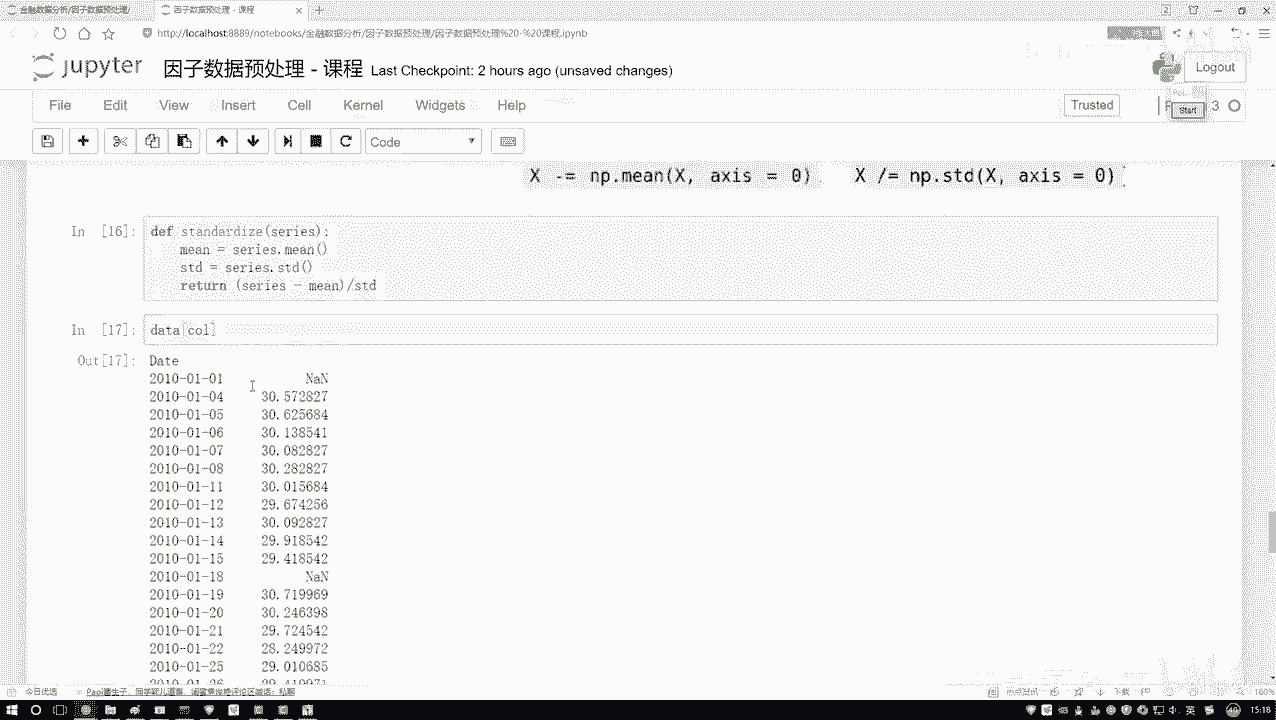 金融数据分析/因子数据预处理/
因子数据预处理 - 课程
http://localhost:8889/notebooks/金融数据分析/因子数据预处理/因子数据预处理%20-%20课程.ipynb
jupyter 因子数据预处理 - 课程 Last Checkpoint: 2 hours ago (unsaved changes)
Logout
File Edit View Insert Cell Kernel Widgets Help
Trusted
3
Start
Code
X -= np.mean(X, axis = 0) X /= np.std(X, axis = 0)
In [16]: def standardize(series):
mean = series.mean()
std = series.std()
return (series - mean)/std
In [17]: data[col]
Out[17]: Date
2010-01-01 NaN
2010-01-04 30.572827
2010-01-05 30.625684
2010-01-06 30.138541
2010-01-07 30.082827
2010-01-08 30.282827
2010-01-11 30.015684
2010-01-12 29.674256
2010-01-13 30.092827
2010-01-14 29.918542
2010-01-15 29.418542
2010-01-18 NaN
2010-01-19 30.719969
2010-01-20 30.246398
2010-01-21 29.724542
2010-01-22 28.249972
2010-01-25 29.010685
2010-01-26 29.419971
今日优选
下载
160%
英
15:18